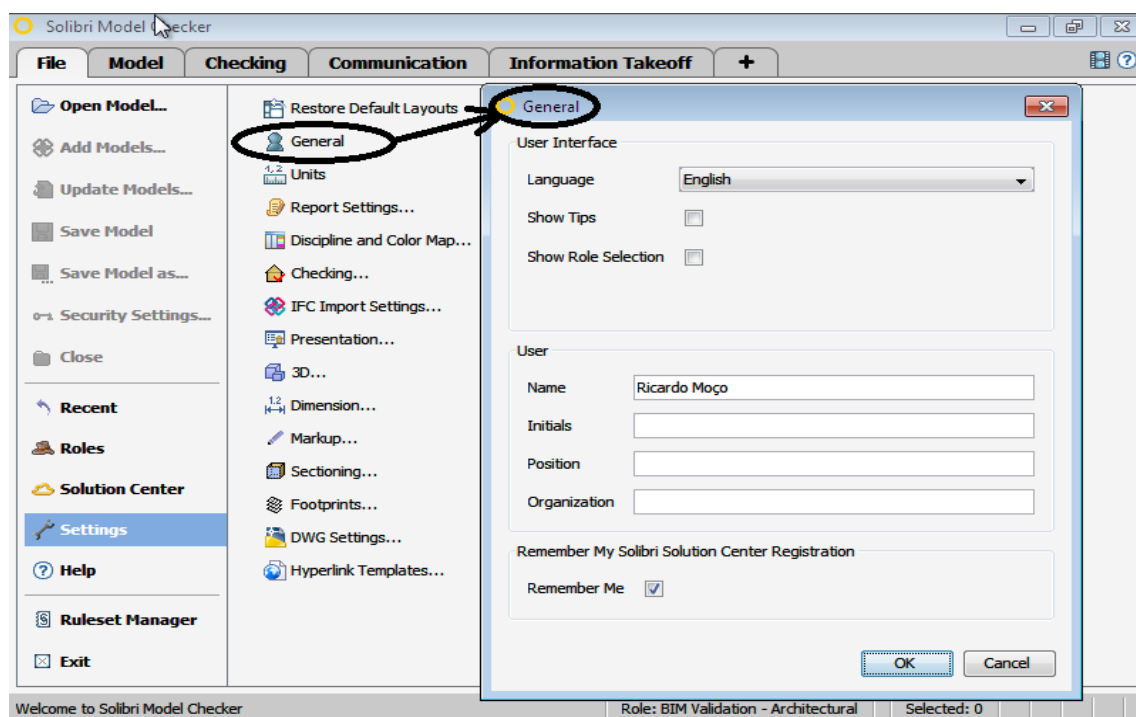 Solibri Model Checker
File Model Checking Communication Information Takeoff +
Open Model...
Add Models...
Update Models...
Save Model
Save Model as...
Security Settings...
Close
Recent
Roles
Solution Center
Settings
Help
Ruleset Manager
Exit
Restore Default Layouts
General
1,2 Units
Report Settings...
Discipline and Color Map...
Checking...
IFC Import Settings...
Presentation...
3D...
1,2 Dimension...
Markup...
Sectioning...
Footprints...
DWG Settings...
Hyperlink Templates...
General
User Interface
Language English
Show Tips
Show Role Selection
User
Name Ricardo Moço
Initials
Position
Organization
Remember My Solibri Solution Center Registration
Remember Me
OK Cancel
Welcome to Solibri Model Checker Role: BIM Validation - Architectural Selected: 0